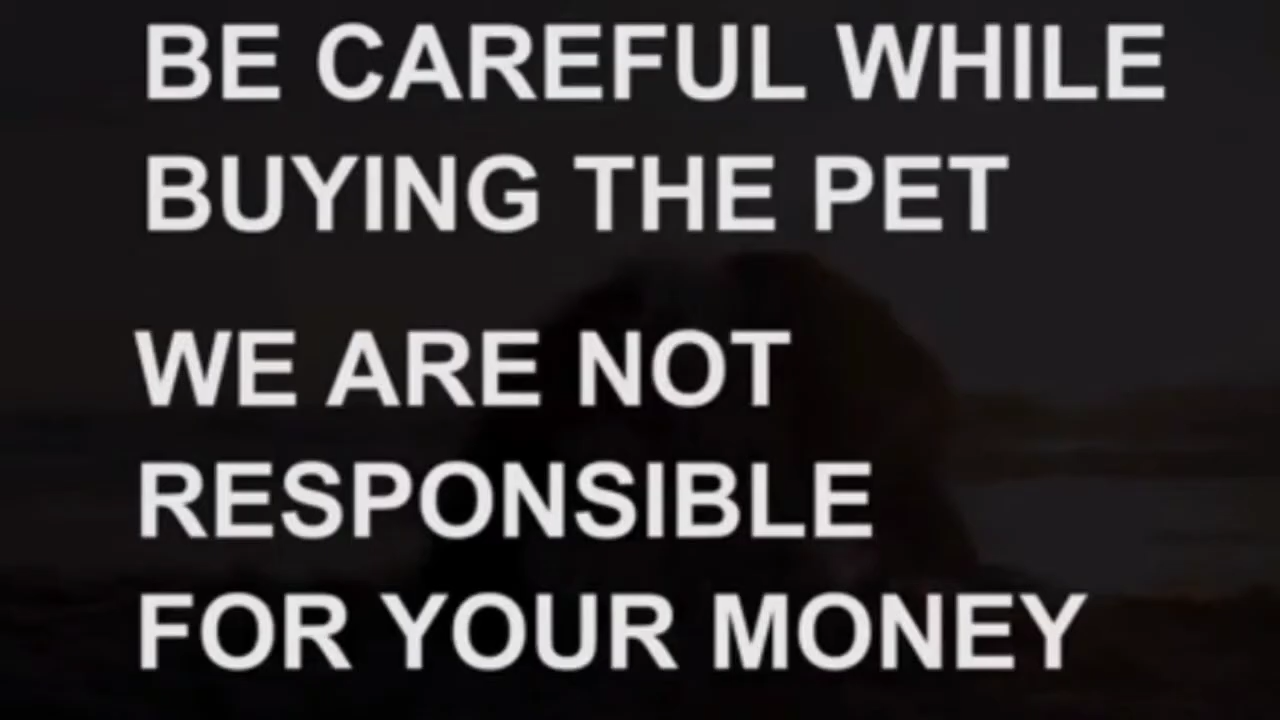 BE CAREFUL WHILE
BUYING THE PET
WE ARE NOT
RESPONSIBLE
FOR YOUR MONEY